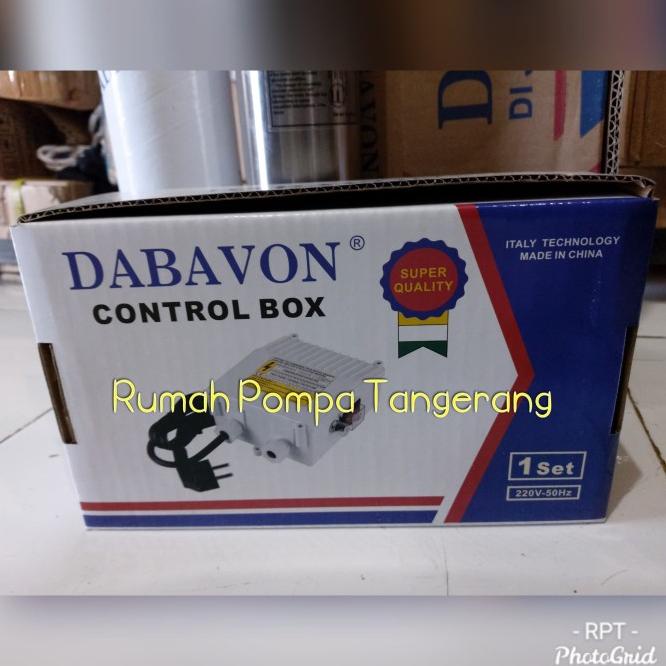 DABAVON®
CONTROL BOX
SUPER
QUALITY
ITALY TECHNOLOGY
MADE IN CHINA
Rumah Pompa Tangerang
1 Set
220V-50Hz
- RPT -
PhotoGrid